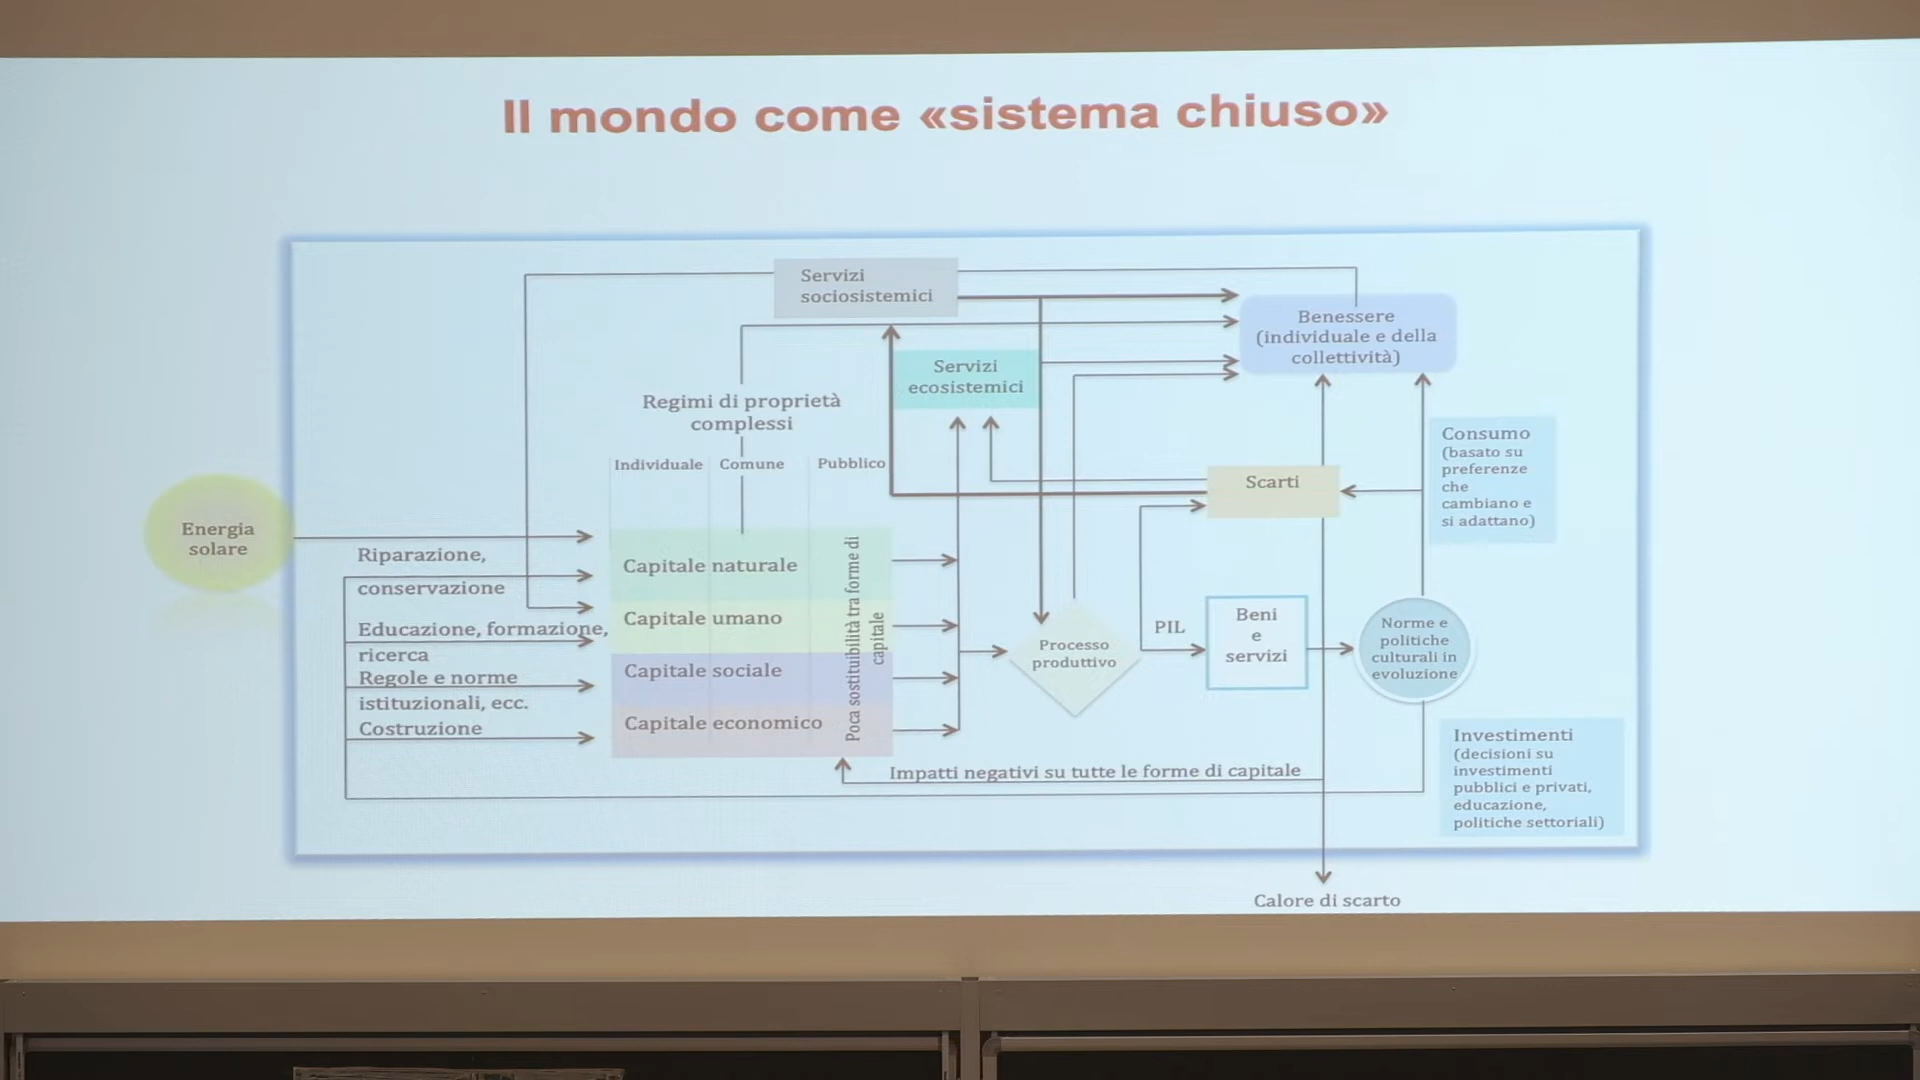 Il mondo come «sistema chiuso»
Servizi
sociosistemici
Benessere
(individuale e della
collettività)
Servizi
ecosistemici
Regimi di proprietà
complessi
Individuale
Comune
Pubblico
Consumo
(basato su
preferenze
che
cambiano e
si adattano)
Scarti
Energia
solare
Riparazione,
conservazione
Educazione, formazione,
ricerca
Regole e norme
istituzionali, ecc.
Costruzione
Capitale naturale
Capitale umano
Capitale sociale
Capitale economico
Poca sostituibilità tra forme di
capitale
Processo
produttivo
PIL
Beni
e
servizi
Norme e
politiche
culturali in
evoluzione
Investimenti
(decisioni su
investimenti
pubblici e privati,
educazione,
politiche settoriali)
Impatti negativi su tutte le forme di capitale
Calore di scarto